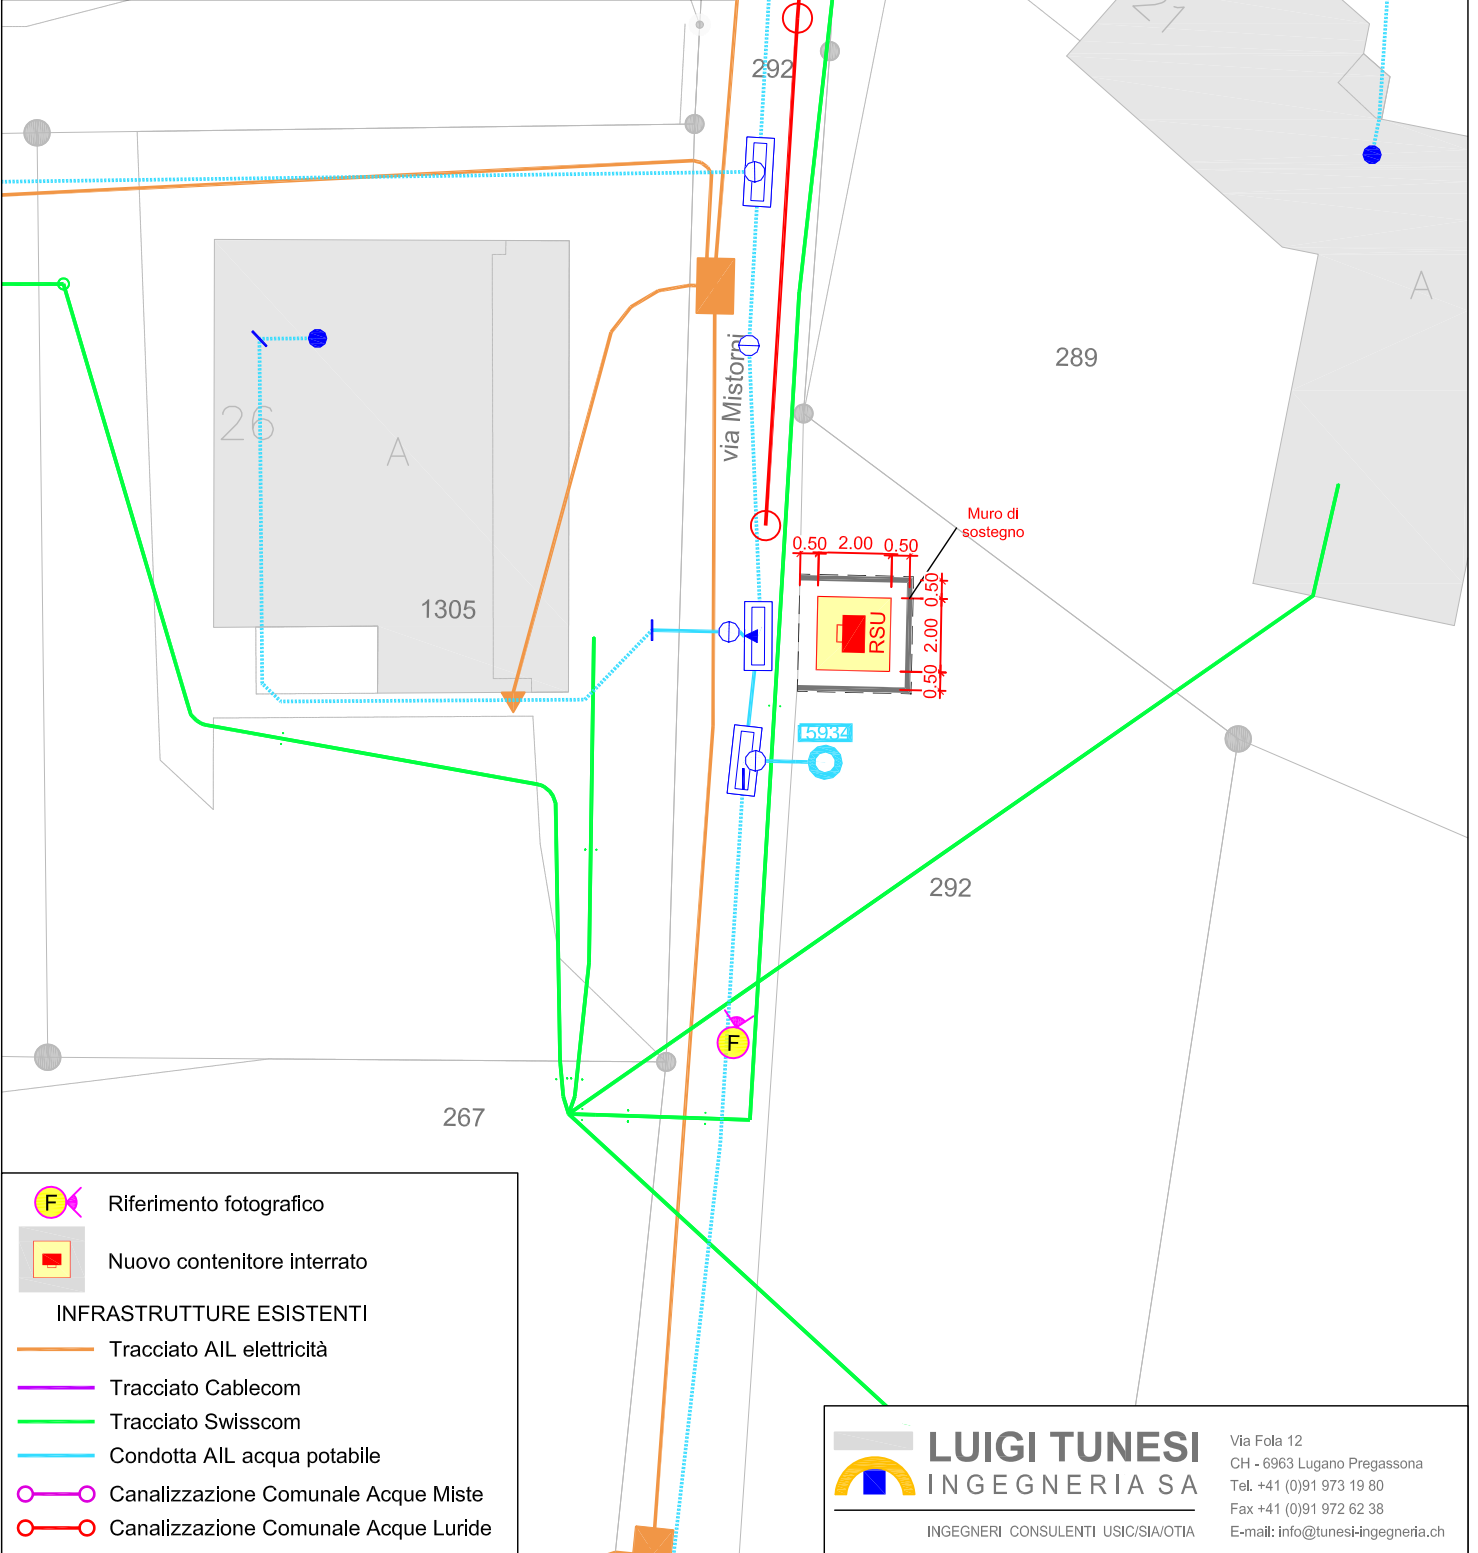 27
292
A
289
via Mistorni
26
A
Muro di
sostegno
0.50 2.00 0.50
0.50
2.00
0.50
RSU
1305
5934
292
F
267
F Riferimento fotografico
Nuovo contenitore interrato
INFRASTRUTTURE ESISTENTI
Tracciato AIL elettricità
Tracciato Cablecom
Tracciato Swisscom
Condotta AIL acqua potabile
Canalizzazione Comunale Acque Miste
Canalizzazione Comunale Acque Luride
LUIGI TUNESI
INGEGNERIA SA
INGEGNERI CONSULENTI USIC/SIA/OTIA
Via Fola 12
CH - 6963 Lugano Pregassona
Tel. +41 (0)91 973 19 80
Fax +41 (0)91 972 62 38
E-mail: info@tunesi-ingegneria.ch